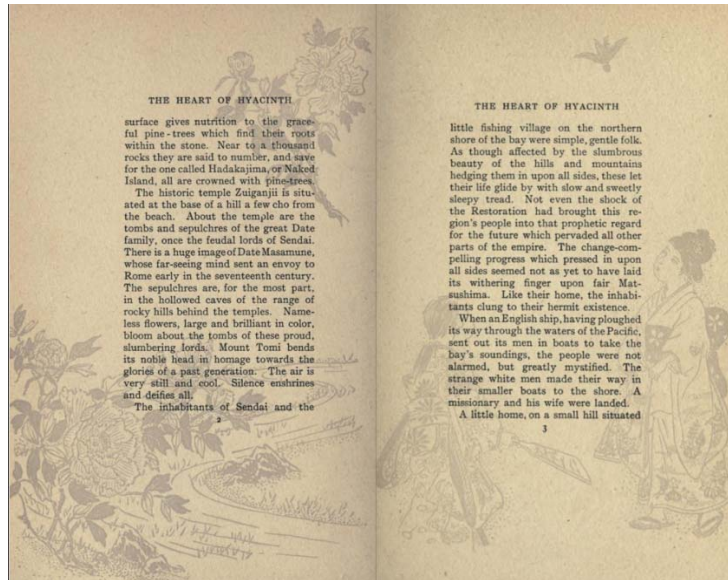 THE HEART OF HYACINTH
surface gives nutrition to the grace-
ful pine-trees which find their roots
within the stone. Near to a thousand
rocks they are said to number, and save
for the one called Hadakajima, or Naked
Island, all are crowned with pine-trees.
The historic temple Zuiganjii is situ-
ated at the base of a hill a few cho from
the beach. About the temple are the
tombs and sepulchres of the great Date
family, once the feudal lords of Sendai.
There is a huge image of Date Masamune,
whose far-seeing mind sent an envoy to
Rome early in the seventeenth century.
The sepulchres are, for the most part,
in the hollowed caves of the range of
rocky hills behind the temples. Name-
less flowers, large and brilliant in color,
bloom about the tombs of these proud,
slumbering lords. Mount Tomi bends
its noble head in homage towards the
glories of a past generation. The air is
very still and cool. Silence enshrines
and deifies all.
The inhabitants of Sendai and the
2
THE HEART OF HYACINTH
little fishing village on the northern
shore of the bay were simple, gentle folk.
As though affected by the slumbrous
beauty of the hills and mountains
hedging them in upon all sides, these let
their life glide by with slow and sweetly
sleepy tread. Not even the shock of
the Restoration had brought this re-
gion's people into that prophetic regard
for the future which pervaded all other
parts of the empire. The change-com-
pelling progress which pressed in upon
all sides seemed not as yet to have laid
its withering finger upon fair Mat-
sushima. Like their home, the inhabi-
tants clung to their hermit existence.
When an English ship, having ploughed
its way through the waters of the Pacific,
sent out its men in boats to take the
bay's soundings, the people were not
alarmed, but greatly mystified. The
strange white men made their way in
their smaller boats to the shore. A
missionary and his wife were landed.
A little home, on a small hill situated
3